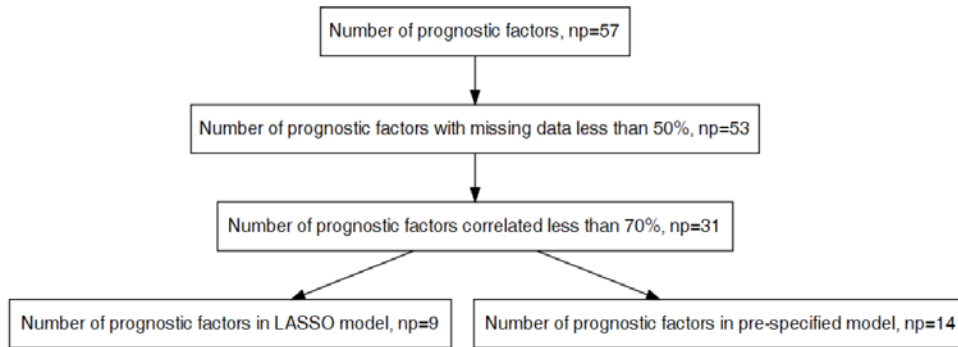 Number of prognostic factors, np=57
Number of prognostic factors with missing data less than 50%, np=53
Number of prognostic factors correlated less than 70%, np=31
Number of prognostic factors in LASSO model, np=9
Number of prognostic factors in pre-specified model, np=14